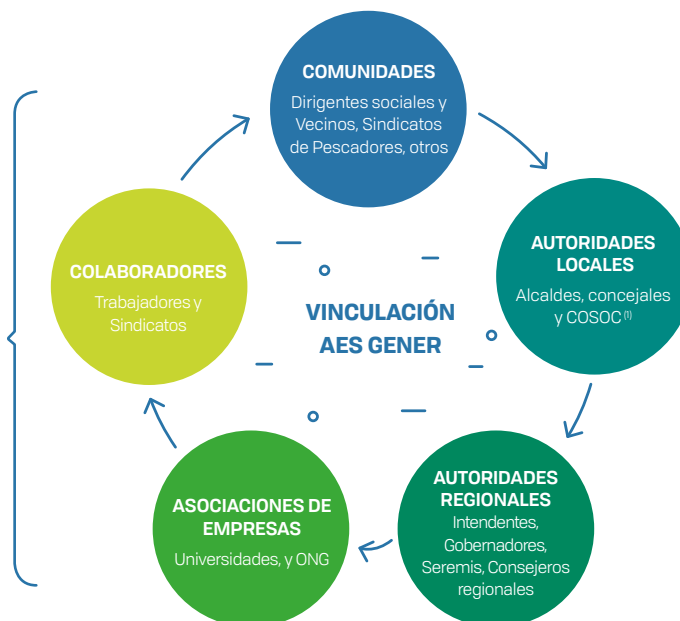 COMUNIDADES
Dirigentes sociales y
Vecinos, Sindicatos
de Pescadores, otros
AUTORIDADES
LOCALES
Alcaldes, concejales
y COSOC (1)
COLABORADORES
Trabajadores y
Sindicatos
VINCULACIÓN
AES GENER
AUTORIDADES
REGIONALES
Intendentes,
Gobernadores,
Seremis, Consejeros
regionales
ASOCIACIONES DE
EMPRESAS
Universidades, y ONG